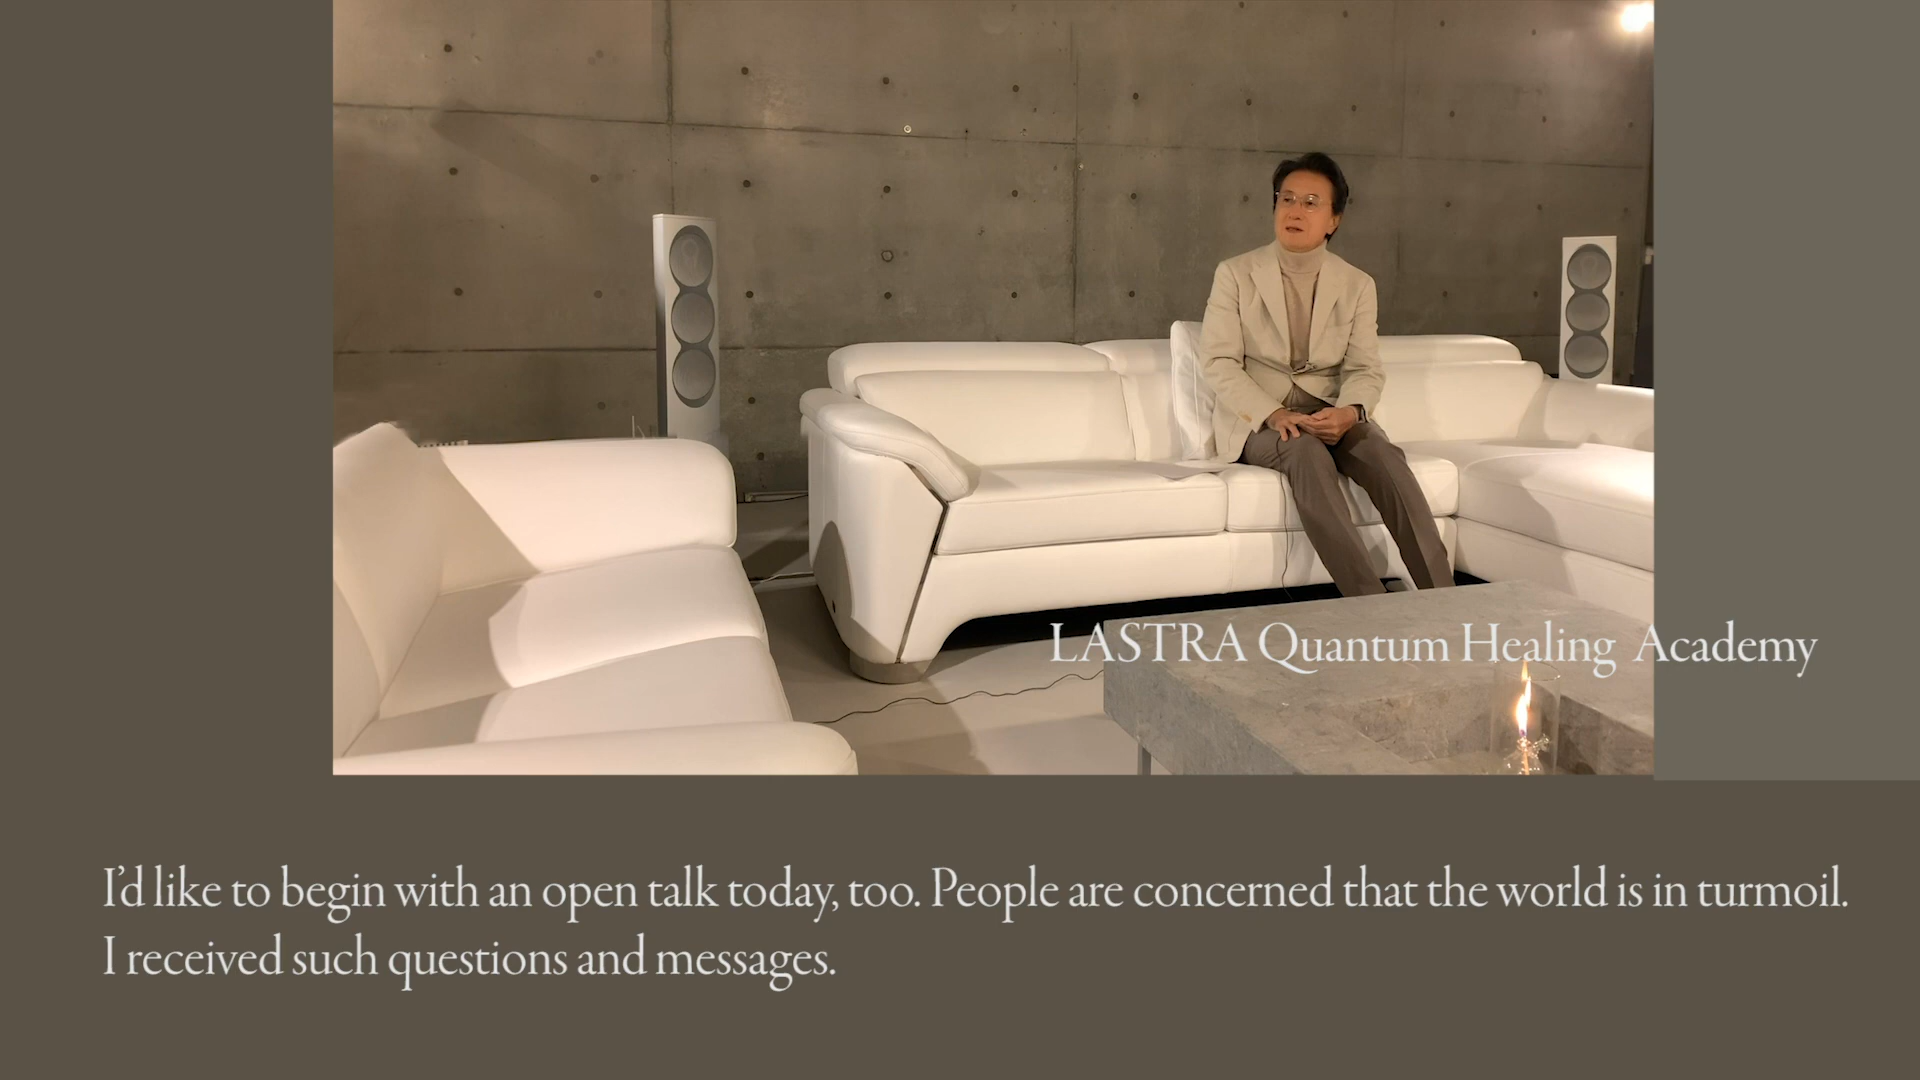 LASTRA Quantum Healing Academy
I'd like to begin with an open talk today, too. People are concerned that the world is in turmoil.
I received such questions and messages.